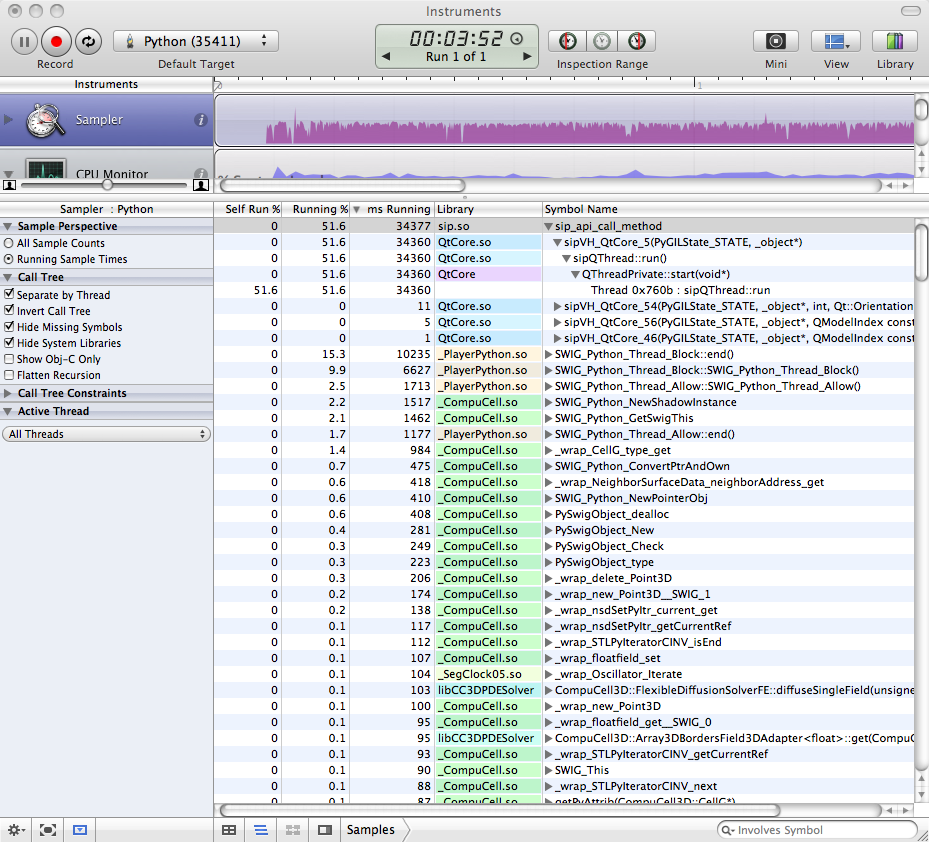 Instruments
Python (35411)
00:03:52
Run 1 of 1
Record
Default Target
Inspection Range
Mini
View
Library
Instruments
0
1
Sampler
CPU Monitor
Sampler : Python
Self Run % Running % ms Running Library Symbol Name
Sample Perspective
All Sample Counts
Running Sample Times
Call Tree
Separate by Thread
Invert Call Tree
Hide Missing Symbols
Hide System Libraries
Show Obj-C Only
Flatten Recursion
Call Tree Constraints
Active Thread
All Threads
0 51.6 34377 sip.so sip_api_call_method
0 51.6 34360 QtCore.so sipVH_QtCore_5(PyGILState_STATE, _object*)
0 51.6 34360 QtCore.so sipQThread::run()
0 51.6 34360 QtCore QThreadPrivate::start(void*)
51.6 51.6 34360 Thread 0x760b : sipQThread::run
0 0 11 QtCore.so sipVH_QtCore_54(PyGILState_STATE, _object*, int, Qt::Orientation
0 0 5 QtCore.so sipVH_QtCore_56(PyGILState_STATE, _object*, QModelIndex const
0 0 1 QtCore.so sipVH_QtCore_46(PyGILState_STATE, _object*, QModelIndex const
0 15.3 10235 _PlayerPython.so SWIG_Python_Thread_Block::end()
0 9.9 6627 _PlayerPython.so SWIG_Python_Thread_Block::SWIG_Python_Thread_Block()
0 2.5 1713 _PlayerPython.so SWIG_Python_Thread_Allow::SWIG_Python_Thread_Allow()
0 2.2 1517 _CompuCell.so SWIG_Python_NewShadowInstance
0 2.1 1462 _CompuCell.so SWIG_Python_GetSwigThis
0 1.7 1177 _PlayerPython.so SWIG_Python_Thread_Allow::end()
0 1.4 984 _CompuCell.so _wrap_CellG_type_get
0 0.7 475 _CompuCell.so SWIG_Python_ConvertPtrAndOwn
0 0.6 418 _CompuCell.so _wrap_NeighborSurfaceData_neighborAddress_get
0 0.6 410 _CompuCell.so SWIG_Python_NewPointerObj
0 0.6 408 _CompuCell.so PySwigObject_dealloc
0 0.4 281 _CompuCell.so PySwigObject_New
0 0.3 249 _CompuCell.so PySwigObject_Check
0 0.3 223 _CompuCell.so PySwigObject_type
0 0.3 206 _CompuCell.so _wrap_delete_Point3D
0 0.2 174 _CompuCell.so _wrap_new_Point3D__SWIG_1
0 0.2 138 _CompuCell.so _wrap_nsdSetPyItr_current_get
0 0.1 117 _CompuCell.so _wrap_nsdSetPyItr_getCurrentRef
0 0.1 112 _CompuCell.so _wrap_STLPyIteratorCINV_isEnd
0 0.1 107 _CompuCell.so _wrap_floatfield_set
0 0.1 104 _SegClock05.so _wrap_Oscillator_Iterate
0 0.1 103 libCC3DPDESolver CompuCell3D::FlexibleDiffusionSolverFE::diffuseSingleField(unsigne
0 0.1 100 _CompuCell.so _wrap_new_Point3D
0 0.1 95 _CompuCell.so _wrap_floatfield_get__SWIG_0
0 0.1 95 libCC3DPDESolver CompuCell3D::Array3DBordersField3DAdapter<float>::get(CompuC
0 0.1 93 _CompuCell.so _wrap_STLPyIteratorCINV_getCurrentRef
0 0.1 90 _CompuCell.so SWIG_This
0 0.1 88 _CompuCell.so _wrap_STLPyIteratorCINV_next
0 0.1 87 _CompuCell.so getPyAttrib(CompuCell3D::CellG*)
Samples
Involves Symbol